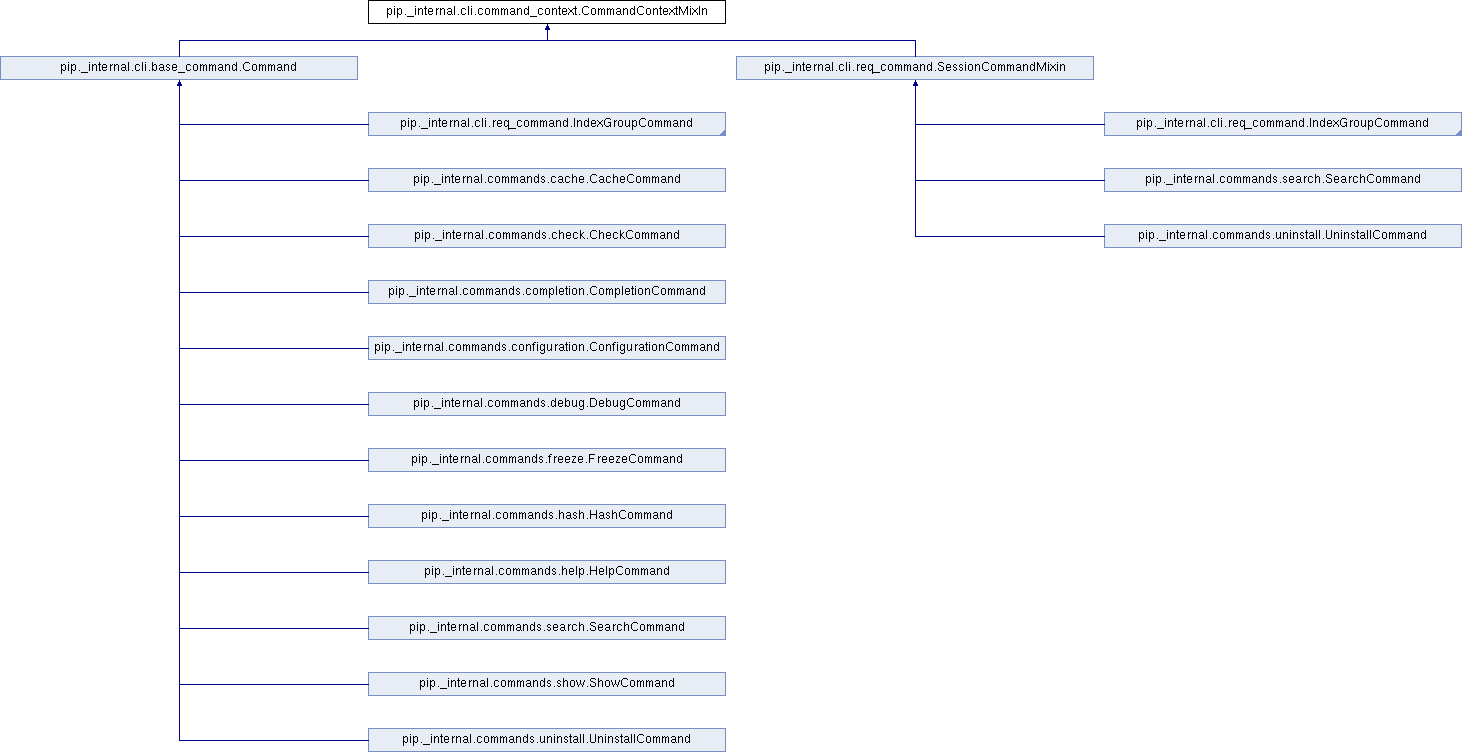 pip._internal.cli.command_context.CommandContextMixIn
pip._internal.cli.base_command.Command
pip._internal.cli.req_command.SessionCommandMixin
pip._internal.cli.req_command.IndexGroupCommand
pip._internal.cli.req_command.IndexGroupCommand
pip._internal.commands.cache.CacheCommand
pip._internal.commands.search.SearchCommand
pip._internal.commands.check.CheckCommand
pip._internal.commands.uninstall.UninstallCommand
pip._internal.commands.completion.CompletionCommand
pip._internal.commands.configuration.ConfigurationCommand
pip._internal.commands.debug.DebugCommand
pip._internal.commands.freeze.FreezeCommand
pip._internal.commands.hash.HashCommand
pip._internal.commands.help.HelpCommand
pip._internal.commands.search.SearchCommand
pip._internal.commands.show.ShowCommand
pip._internal.commands.uninstall.UninstallCommand